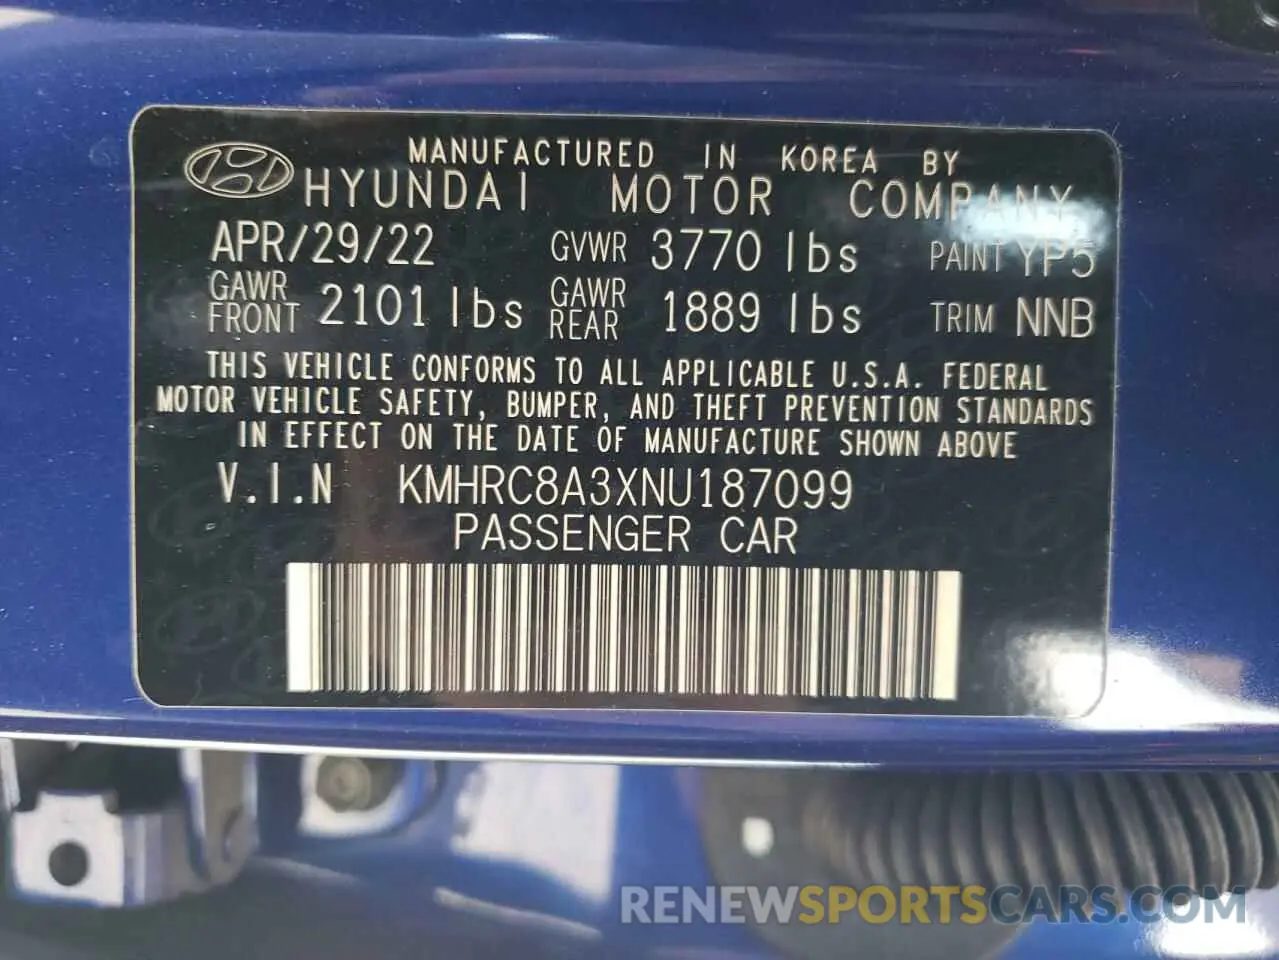 MANUFACTURED IN KOREA BY
HYUNDAI MOTOR COMPANY
APR/29/22 GVWR 3770 lbs PAINT YP5
GAWR FRONT 2101 lbs GAWR REAR 1889 lbs TRIM NNB
THIS VEHICLE CONFORMS TO ALL APPLICABLE U.S.A. FEDERAL
MOTOR VEHICLE SAFETY, BUMPER, AND THEFT PREVENTION STANDARDS
IN EFFECT ON THE DATE OF MANUFACTURE SHOWN ABOVE
V.I.N KMHRC8A3XNU187099
PASSENGER CAR
RENEWSPORTSCARS.COM